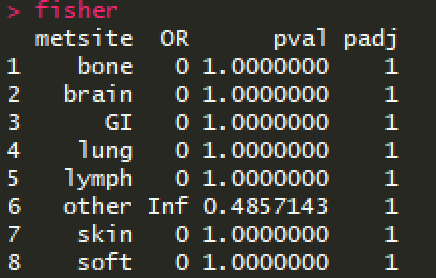 > fisher
metsite OR pval padj
1 bone 0 1.0000000 1
2 brain 0 1.0000000 1
3 GI 0 1.0000000 1
4 lung 0 1.0000000 1
5 lymph 0 1.0000000 1
6 other Inf 0.4857143 1
7 skin 0 1.0000000 1
8 soft 0 1.0000000 1